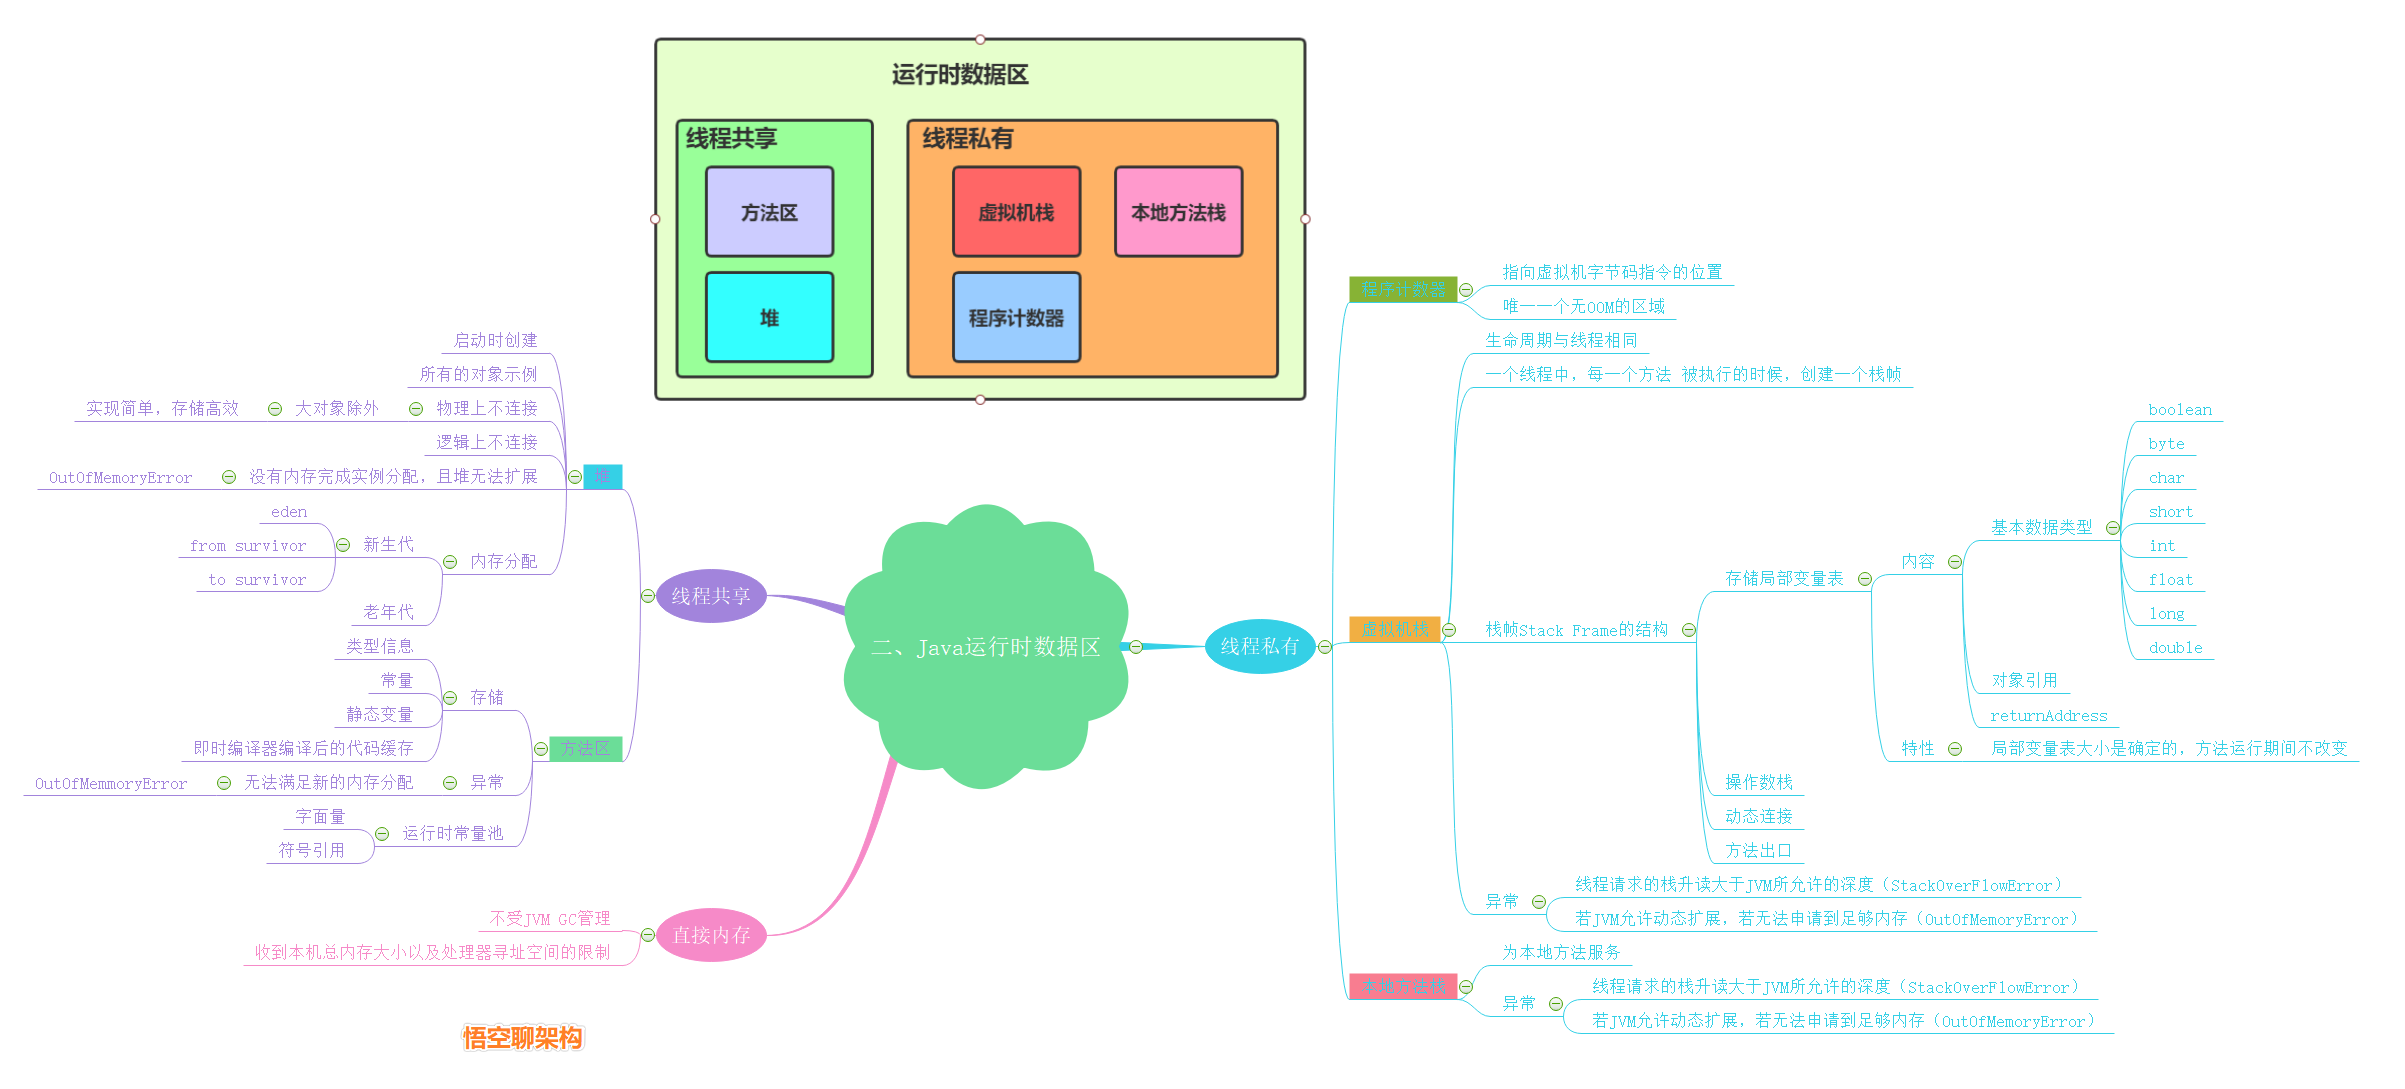 运行时数据区
线程共享
线程私有
方法区
虚拟机栈
本地方法栈
堆
程序计数器
二、Java运行时数据区
线程共享
堆
启动时创建
所有的对象示例
物理上不连接
大对象除外
实现简单，存储高效
逻辑上不连接
没有内存完成实例分配，且堆无法扩展
OutOfMemoryError
内存分配
新生代
eden
from survivor
to survivor
老年代
方法区
存储
类型信息
常量
静态变量
即时编译器编译后的代码缓存
异常
无法满足新的内存分配
OutOfMemmoryError
运行时常量池
字面量
符号引用
直接内存
不受JVM GC管理
收到本机总内存大小以及处理器寻址空间的限制
线程私有
程序计数器
指向虚拟机字节码指令的位置
唯一一个无OOM的区域
虚拟机栈
生命周期与线程相同
一个线程中，每一个方法 被执行的时候，创建一个栈帧
栈帧Stack Frame的结构
存储局部变量表
内容
基本数据类型
boolean
byte
char
short
int
float
long
double
对象引用
returnAddress
特性
局部变量表大小是确定的，方法运行期间不改变
操作数栈
动态连接
方法出口
异常
线程请求的栈升读大于JVM所允许的深度（StackOverFlowError）
若JVM允许动态扩展，若无法申请到足够内存（OutOfMemoryError）
本地方法栈
为本地方法服务
异常
线程请求的栈升读大于JVM所允许的深度（StackOverFlowError）
若JVM允许动态扩展，若无法申请到足够内存（OutOfMemoryError）
悟空聊架构